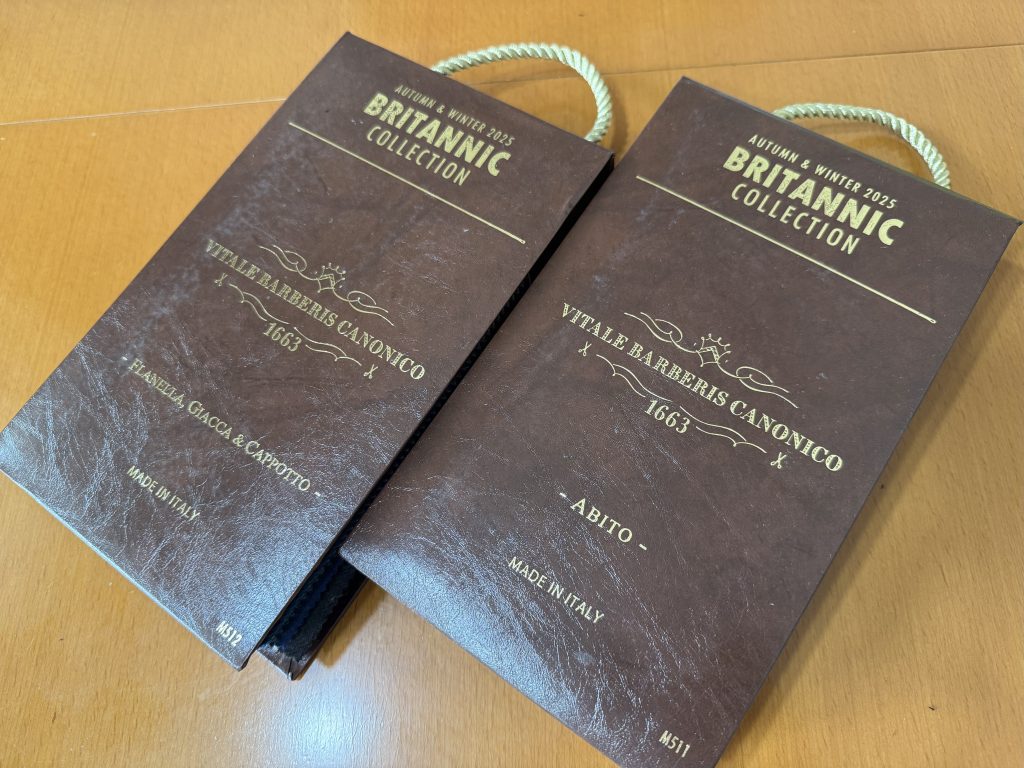 AUTUMN & WINTER 2025
BRITANNIC
COLLECTION
VITALE BARBERIS CANONICO
1663
FLANELLA, GIACCA & CAPPOTTO -
MADE IN ITALY
M512
AUTUMN & WINTER 2025
BRITANNIC
COLLECTION
VITALE BARBERIS CANONICO
1663
- ABITO -
MADE IN ITALY
M511